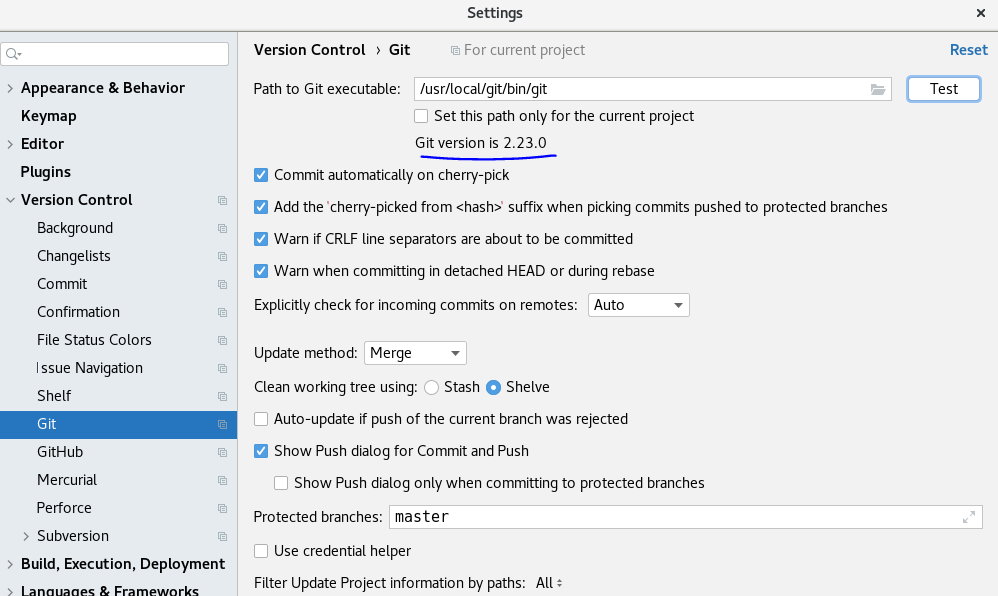 Settings
Version Control › Git For current project Reset
Appearance & Behavior
Keymap
Editor
Plugins
Version Control
Background
Changelists
Commit
Confirmation
File Status Colors
Issue Navigation
Shelf
Git
GitHub
Mercurial
Perforce
Subversion
Build, Execution, Deployment
Languages & Frameworks
Path to Git executable: /usr/local/git/bin/git Test
Set this path only for the current project
Git version is 2.23.0
Commit automatically on cherry-pick
Add the 'cherry-picked from <hash>' suffix when picking commits pushed to protected branches
Warn if CRLF line separators are about to be committed
Warn when committing in detached HEAD or during rebase
Explicitly check for incoming commits on remotes: Auto
Update method: Merge
Clean working tree using: Stash Shelve
Auto-update if push of the current branch was rejected
Show Push dialog for Commit and Push
Show Push dialog only when committing to protected branches
Protected branches: master
Use credential helper
Filter Update Project information by paths: All